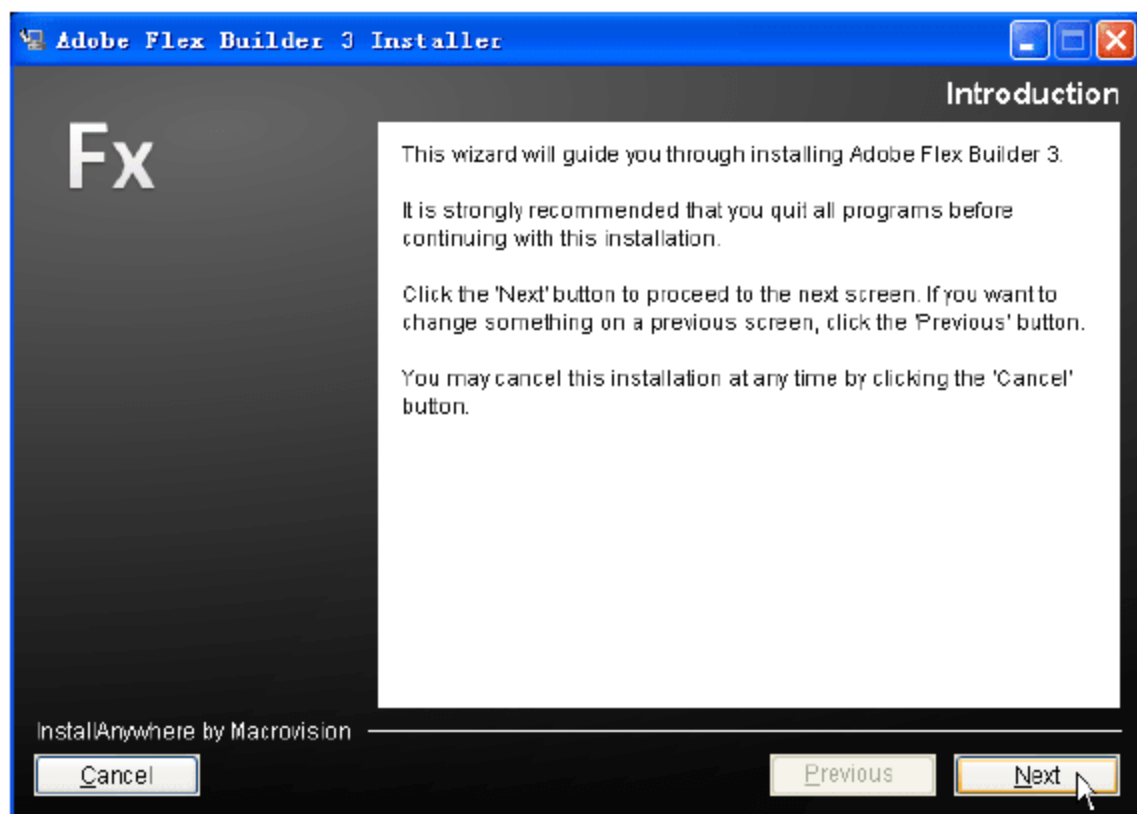 Adobe Flex Builder 3 Installer
Introduction
Fx
This wizard will guide you through installing Adobe Flex Builder 3.
It is strongly recommended that you quit all programs before
continuing with this installation.
Click the 'Next' button to proceed to the next screen. If you want to
change something on a previous screen, click the 'Previous' button.
You may cancel this installation at any time by clicking the 'Cancel'
button.
InstallAnywhere by Macrovision
Cancel
Previous
Next